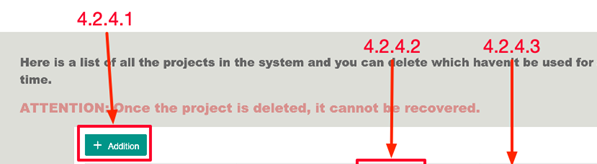 4.2.4.1
4.2.4.2
4.2.4.3
Here is a list of all the projects in the system and you can delete which haven't be used for
time.
ATTENTION: Once the project is deleted, it cannot be recovered.
+ Addition